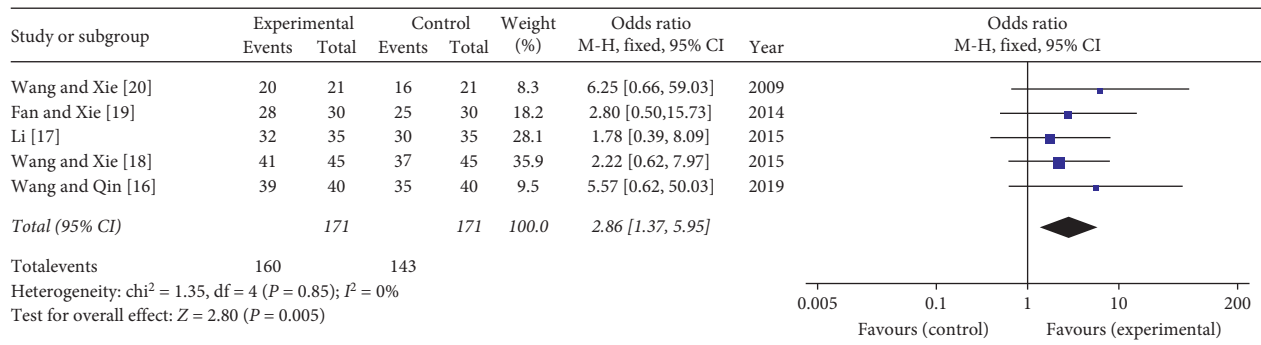 Study or subgroup Experimental Control Weight Odds ratio Odds ratio
Events Total Events Total (%) M-H, fixed, 95% CI Year M-H, fixed, 95% CI
Wang and Xie [20] 20 21 16 21 8.3 6.25 [0.66, 59.03] 2009
Fan and Xie [19] 28 30 25 30 18.2 2.80 [0.50,15.73] 2014
Li [17] 32 35 30 35 28.1 1.78 [0.39, 8.09] 2015
Wang and Xie [18] 41 45 37 45 35.9 2.22 [0.62, 7.97] 2015
Wang and Qin [16] 39 40 35 40 9.5 5.57 [0.62, 50.03] 2019
Total (95% CI) 171 171 100.0 2.86 [1.37, 5.95]
Totalevents 160 143
Heterogeneity: chi² = 1.35, df = 4 (P = 0.85); I² = 0%
Test for overall effect: Z = 2.80 (P = 0.005)
0.005 0.1 1 10 200
Favours (control) Favours (experimental)